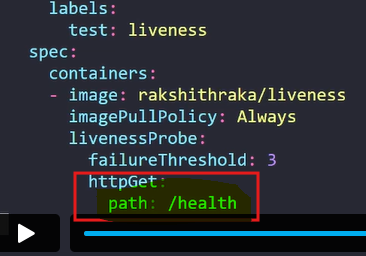 labels:
test: liveness
spec:
containers:
- image: rakshithraka/liveness
imagePullPolicy: Always
livenessProbe:
failureThreshold: 3
httpGet:
path: /health